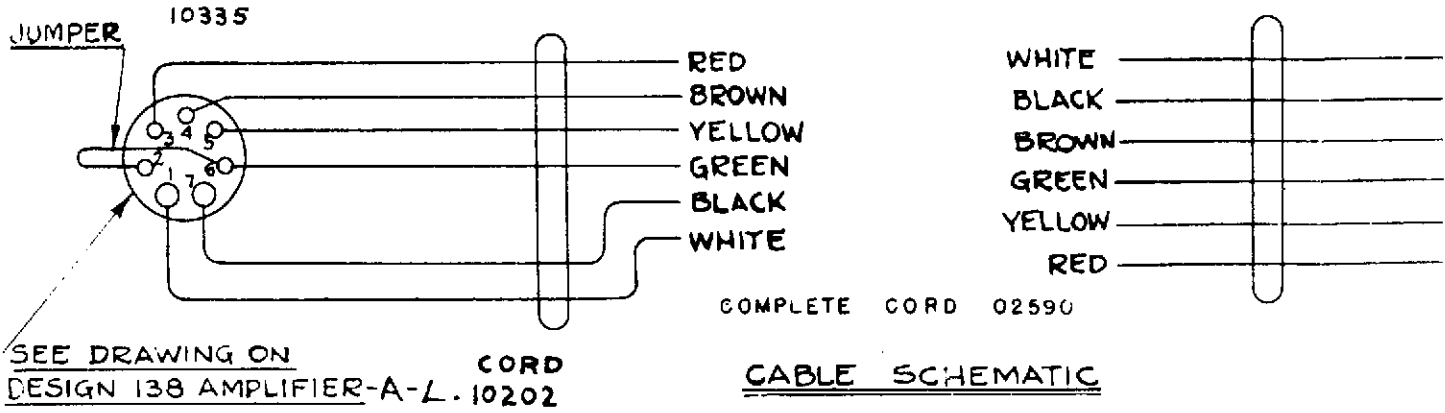 10335
JUMPER
RED
BROWN
YELLOW
GREEN
BLACK
WHITE
3
4
5
2
6
1
7
WHITE
BLACK
BROWN
GREEN
YELLOW
RED
COMPLETE CORD 02590
SEE DRAWING ON
DESIGN 138 AMPLIFIER-A-L.
CORD
10202
CABLE SCHEMATIC